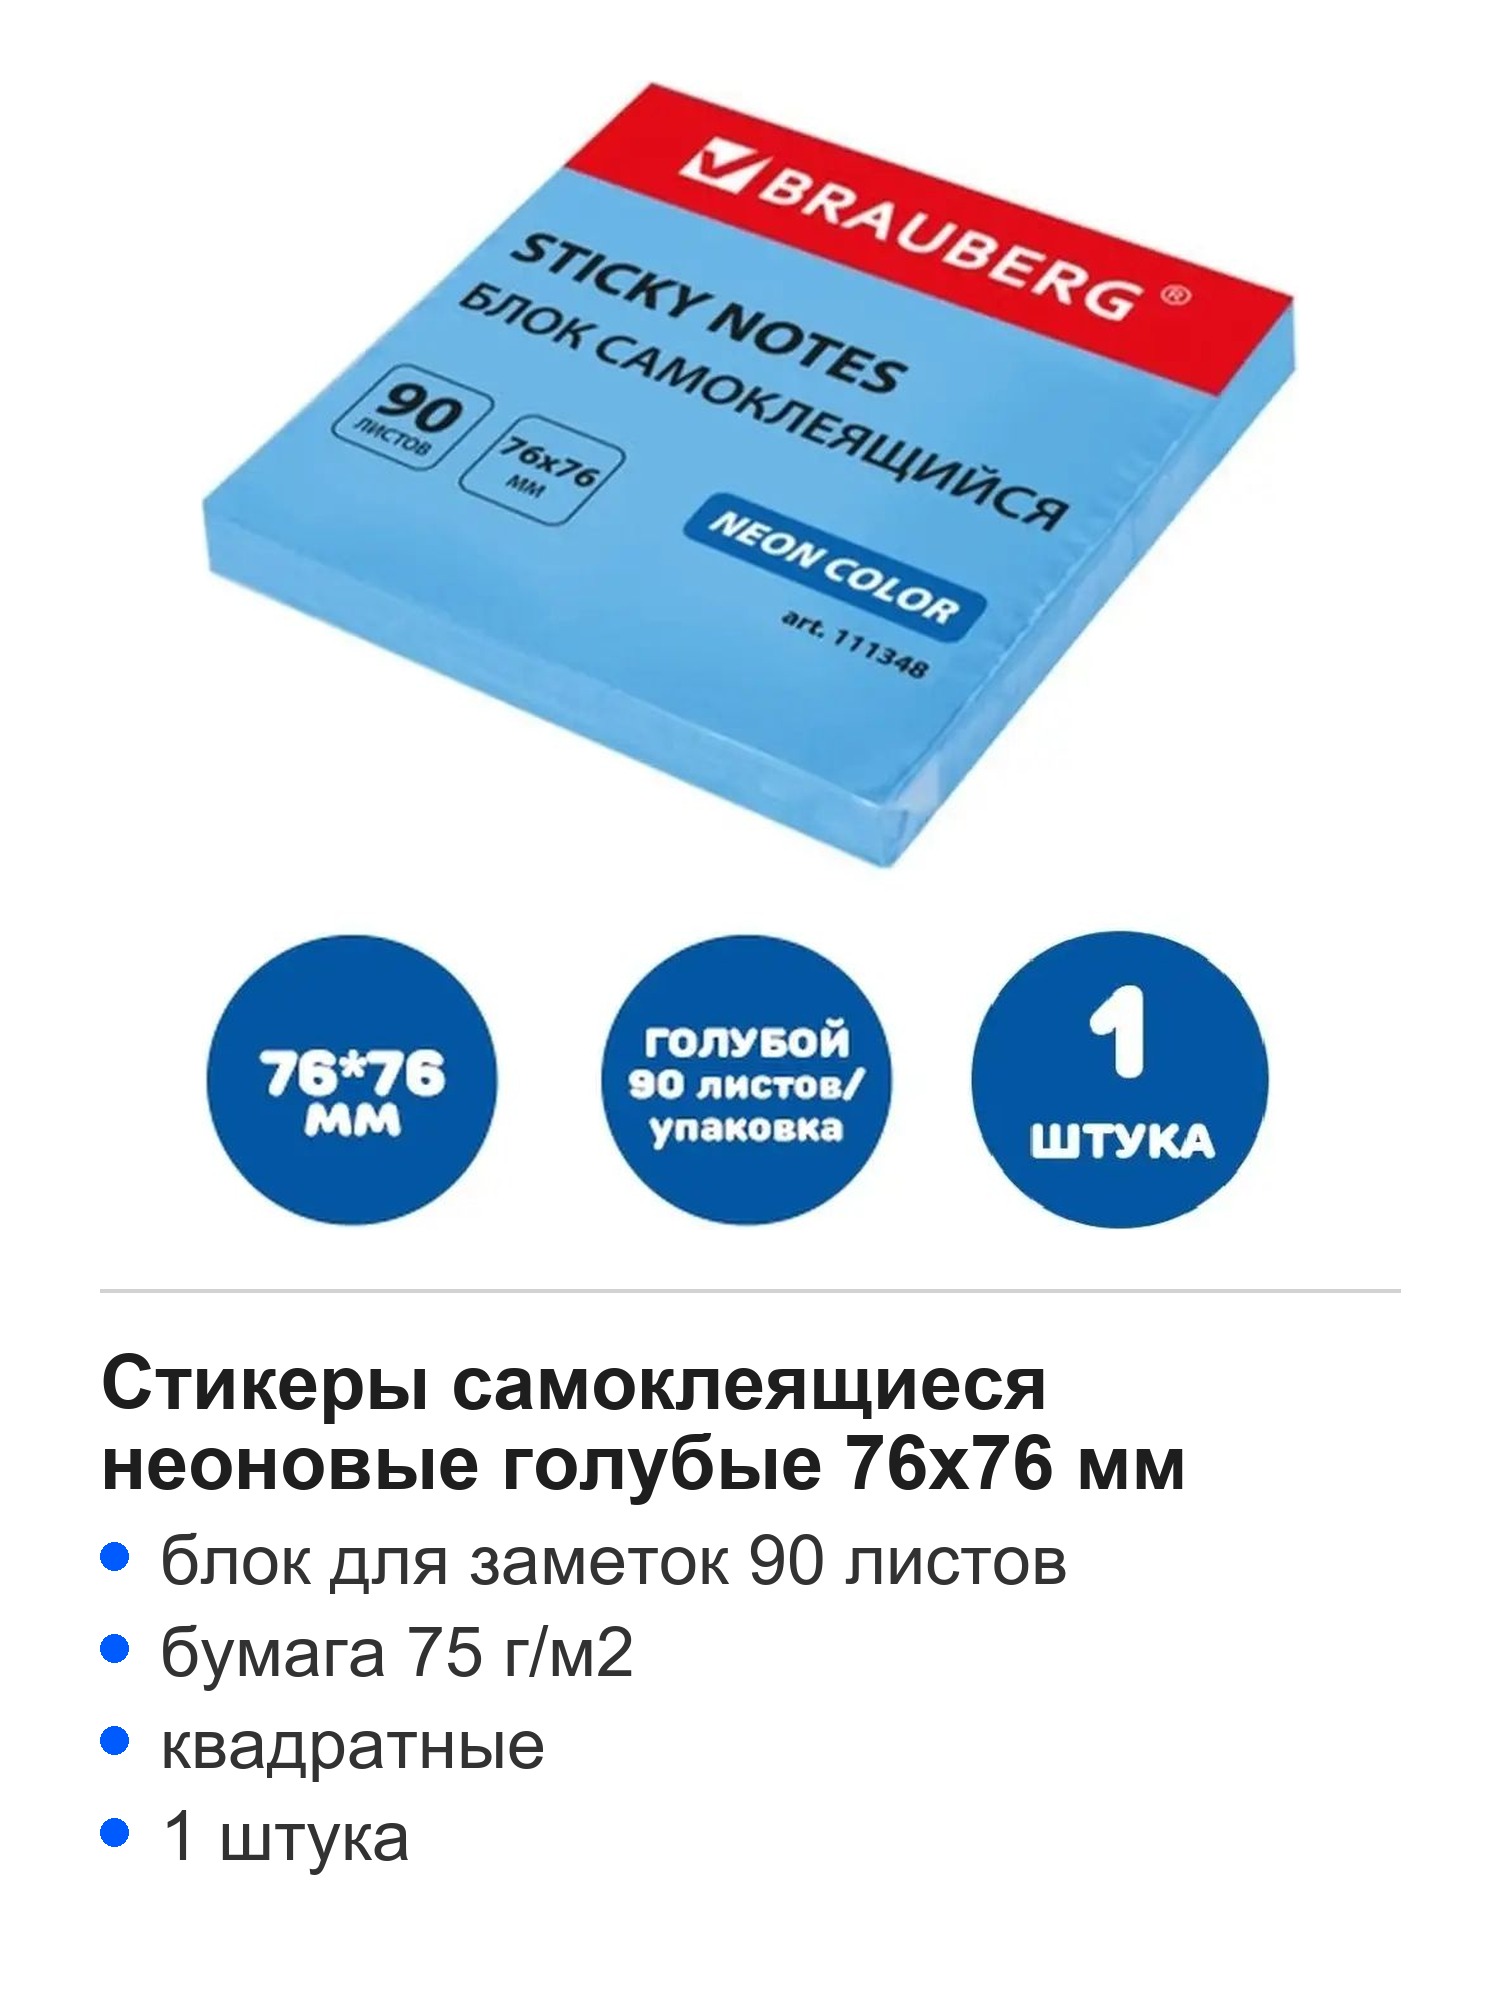 BRAUBERG ®
STICKY NOTES
БЛОК САМОКЛЕЯЩИЙСЯ
90
ЛИСТОВ
76x76
ММ
NEON COLOR
art. 111348
76*76
ММ
ГОЛУБОЙ
90 листов/
упаковка
1
ШТУКА
Стикеры самоклеящиеся
неоновые голубые 76х76 мм
блок для заметок 90 листов
бумага 75 г/м2
квадратные
1 штука